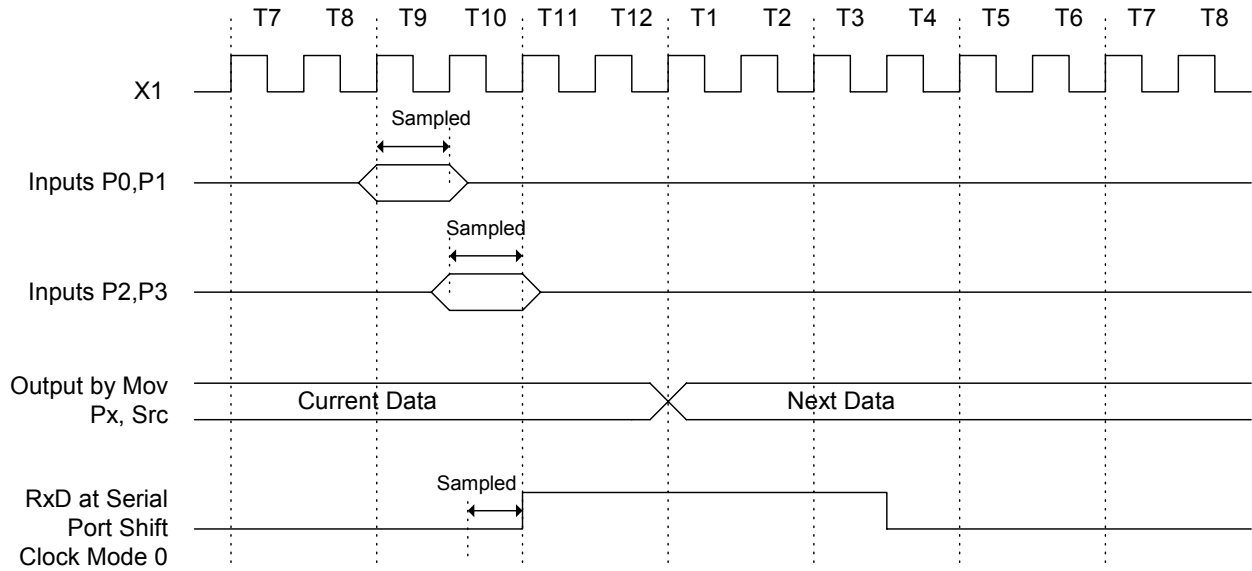 T7 T8 T9 T10 T11 T12 T1 T2 T3 T4 T5 T6 T7 T8
X1
Sampled
Inputs P0,P1
Sampled
Inputs P2,P3
Output by Mov
Px, Src
Current Data
Next Data
Sampled
RxD at Serial
Port Shift
Clock Mode 0